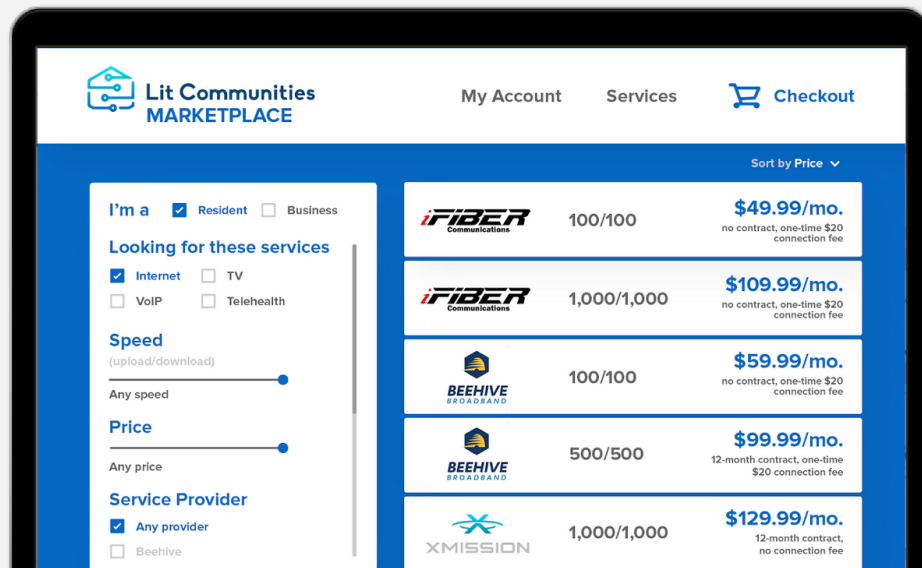 Lit Communities
MARKETPLACE
My Account
Services
Checkout
Sort by Price
I'm a
Resident
Business
Looking for these services
Internet
TV
VoIP
Telehealth
Speed
(upload/download)
Any speed
Price
Any price
Service Provider
Any provider
Beehive
iFIBER
Communications
100/100
$49.99/mo.
no contract, one-time $20
connection fee
iFIBER
Communications
1,000/1,000
$109.99/mo.
no contract, one-time $20
connection fee
BEEHIVE
BROADBAND
100/100
$59.99/mo.
no contract, one-time $20
connection fee
BEEHIVE
BROADBAND
500/500
$99.99/mo.
12-month contract, one-time
$20 connection fee
XMISSION
1,000/1,000
$129.99/mo.
12-month contract,
no connection fee